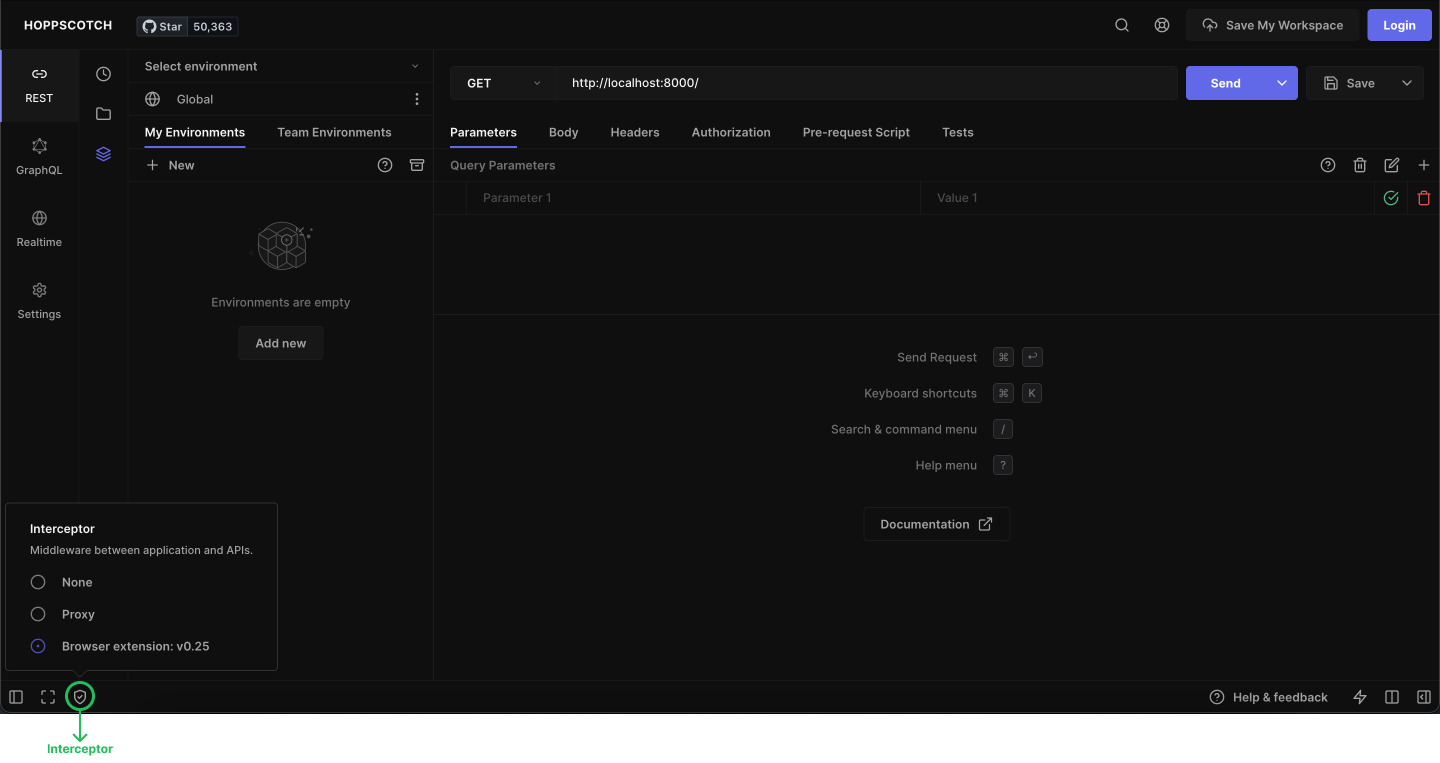 HOPPSCOTCH
Star 50,363
Save My Workspace
Login
REST
GraphQL
Realtime
Settings
Select environment
Global
My Environments Team Environments
New
Environments are empty
Add new
GET http://localhost:8000/ Send Save
Parameters Body Headers Authorization Pre-request Script Tests
Query Parameters
Parameter 1 Value 1
Send Request ⌘ ↩
Keyboard shortcuts ⌘ K
Search & command menu /
Help menu ?
Documentation
Interceptor
Middleware between application and APIs.
None
Proxy
Browser extension: v0.25
Help & feedback
Interceptor